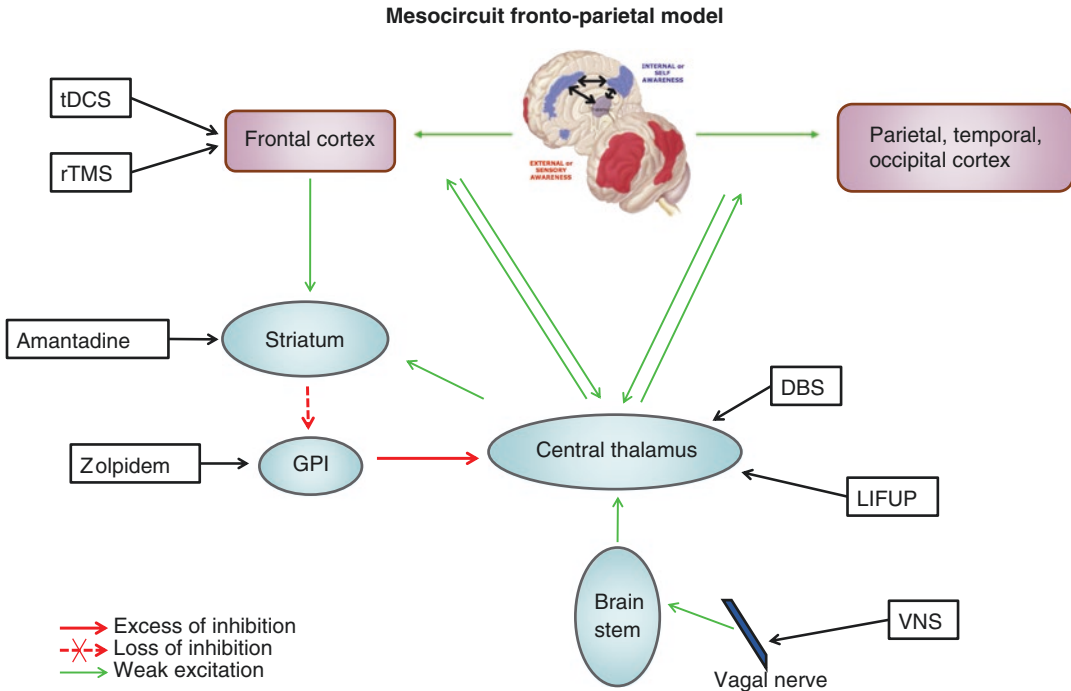 Mesocircuit fronto-parietal model
INTERNAL or
SELF
AWARENESS
tDCS
rTMS
Frontal cortex
Parietal, temporal,
occipital cortex
EXTERNAL or
SENSORY
AWARENESS
Amantadine
Striatum
DBS
Zolpidem
GPI
Central thalamus
LIFUP
Brain
stem
VNS
Vagal nerve
Excess of inhibition
Loss of inhibition
Weak excitation